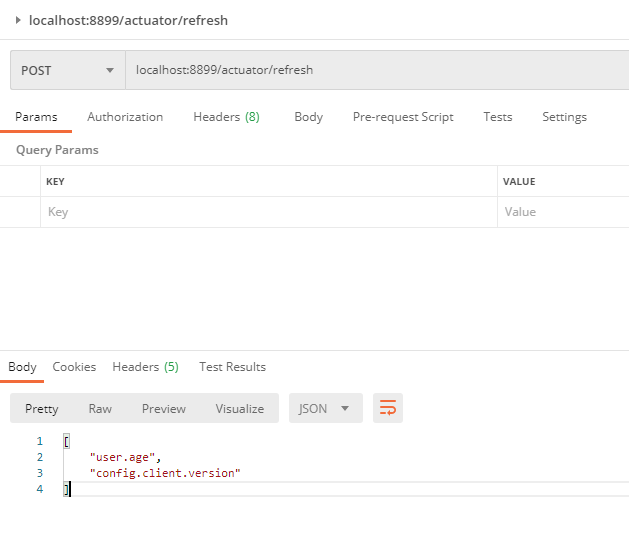 localhost:8899/actuator/refresh
POST localhost:8899/actuator/refresh
Params Authorization Headers (8) Body Pre-request Script Tests Settings
Query Params
KEY VALUE
Key Value
Body Cookies Headers (5) Test Results
Pretty Raw Preview Visualize JSON
1 [
2 "user.age",
3 "config.client.version"
4 ]